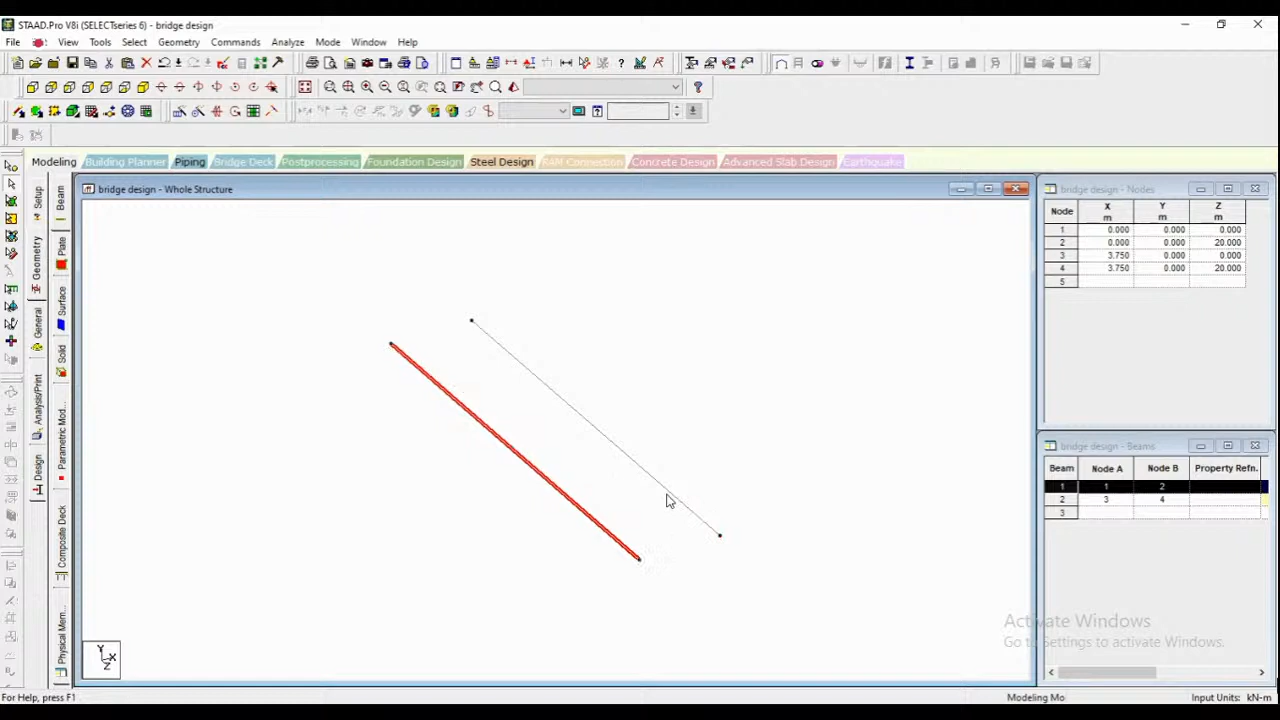 STAAD.Pro V8i (SELECTseries 6) - bridge design
File View Tools Select Geometry Commands Analyze Mode Window Help
Modeling Building Planner Piping Bridge Deck Postprocessing Foundation Design Steel Design RAM Connection Concrete Design Advanced Slab Design Earthquake
Setup
Geometry
General
Analysis/Print
Design
Beam
Plate
Surface
Solid
Parametric Mod...
Composite Deck
Physical Mem...
bridge design - Whole Structure
Y
X
Z
bridge design - Nodes
Node X m Y m Z m
1 0.000 0.000 0.000
2 0.000 0.000 20.000
3 3.750 0.000 0.000
4 3.750 0.000 20.000
5
bridge design - Beams
Beam Node A Node B Property Refn.
1 1 2
2 3 4
3
Activate Windows
Go to Settings to activate Windows.
For Help, press F1
Modeling Mo
Input Units: kN-m